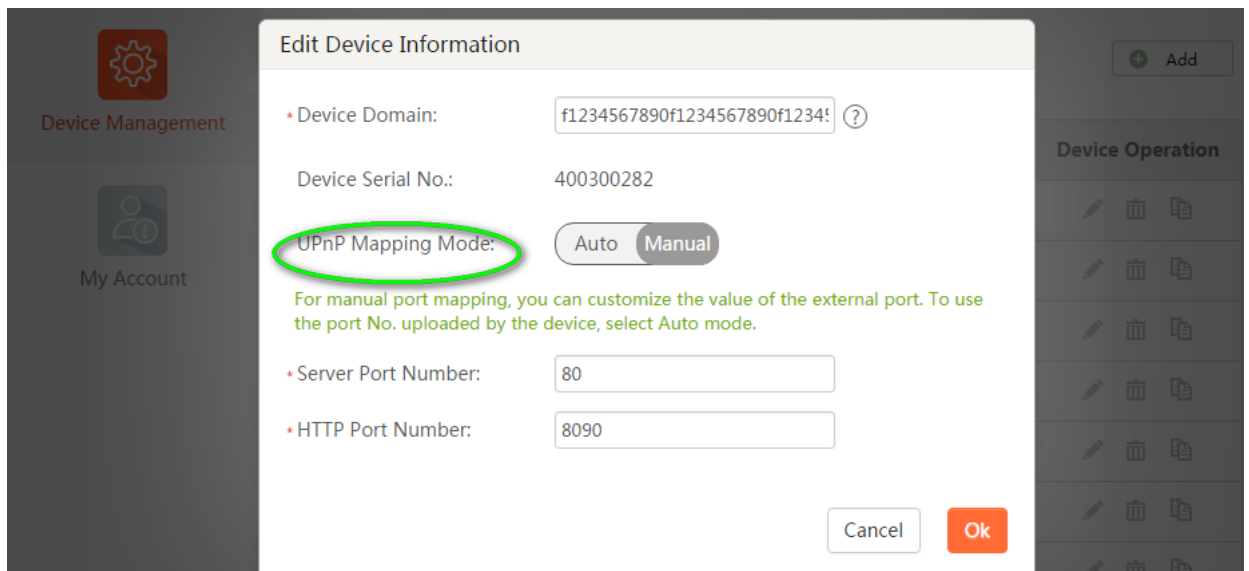 Edit Device Information
Add
Device Management
* Device Domain:
f1234567890f1234567890f1234
?
Device Operation
Device Serial No.:
400300282
UPnP Mapping Mode:
Auto
Manual
My Account
For manual port mapping, you can customize the value of the external port. To use
the port No. uploaded by the device, select Auto mode.
* Server Port Number:
80
* HTTP Port Number:
8090
Cancel
Ok